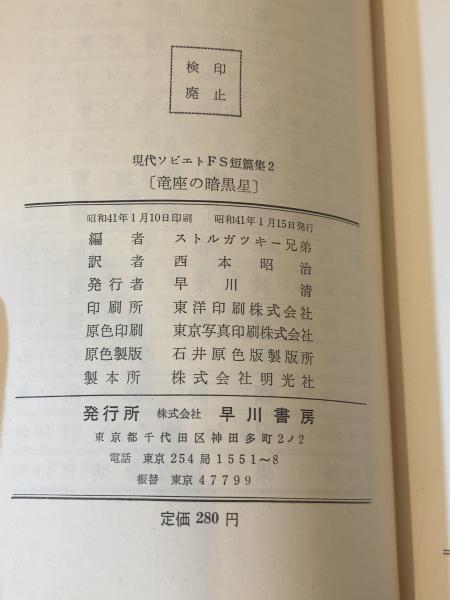 検印
廃止
現代ソビエトFS短篇集2
〔竜座の暗黒星〕
昭和41年1月10日印刷 昭和41年1月15日発行
編者 ストルガツキー兄弟
訳者 西本昭治
発行者 早川清
印刷所 東洋印刷株式会社
原色印刷 東京写真印刷株式会社
原色製版 石井原色版製版所
製本所 株式会社明光社
発行所 株式会社 早川書房
東京都千代田区神田多町2ノ2
電話 東京254局1551〜8
振替 東京47799
定価280円